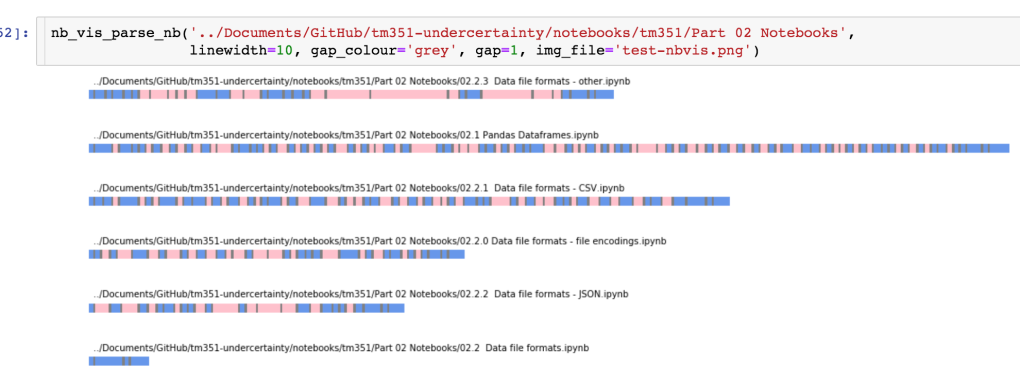 52]: nb_vis_parse_nb('../Documents/GitHub/tm351-undercertainty/notebooks/tm351/Part 02 Notebooks',
linewidth=10, gap_colour='grey', gap=1, img_file='test-nbvis.png')
../Documents/GitHub/tm351-undercertainty/notebooks/tm351/Part 02 Notebooks/02.2.3  Data file formats - other.ipynb
../Documents/GitHub/tm351-undercertainty/notebooks/tm351/Part 02 Notebooks/02.1 Pandas Dataframes.ipynb
../Documents/GitHub/tm351-undercertainty/notebooks/tm351/Part 02 Notebooks/02.2.1  Data file formats - CSV.ipynb
../Documents/GitHub/tm351-undercertainty/notebooks/tm351/Part 02 Notebooks/02.2.0 Data file formats - file encodings.ipynb
../Documents/GitHub/tm351-undercertainty/notebooks/tm351/Part 02 Notebooks/02.2.2  Data file formats - JSON.ipynb
../Documents/GitHub/tm351-undercertainty/notebooks/tm351/Part 02 Notebooks/02.2  Data file formats.ipynb